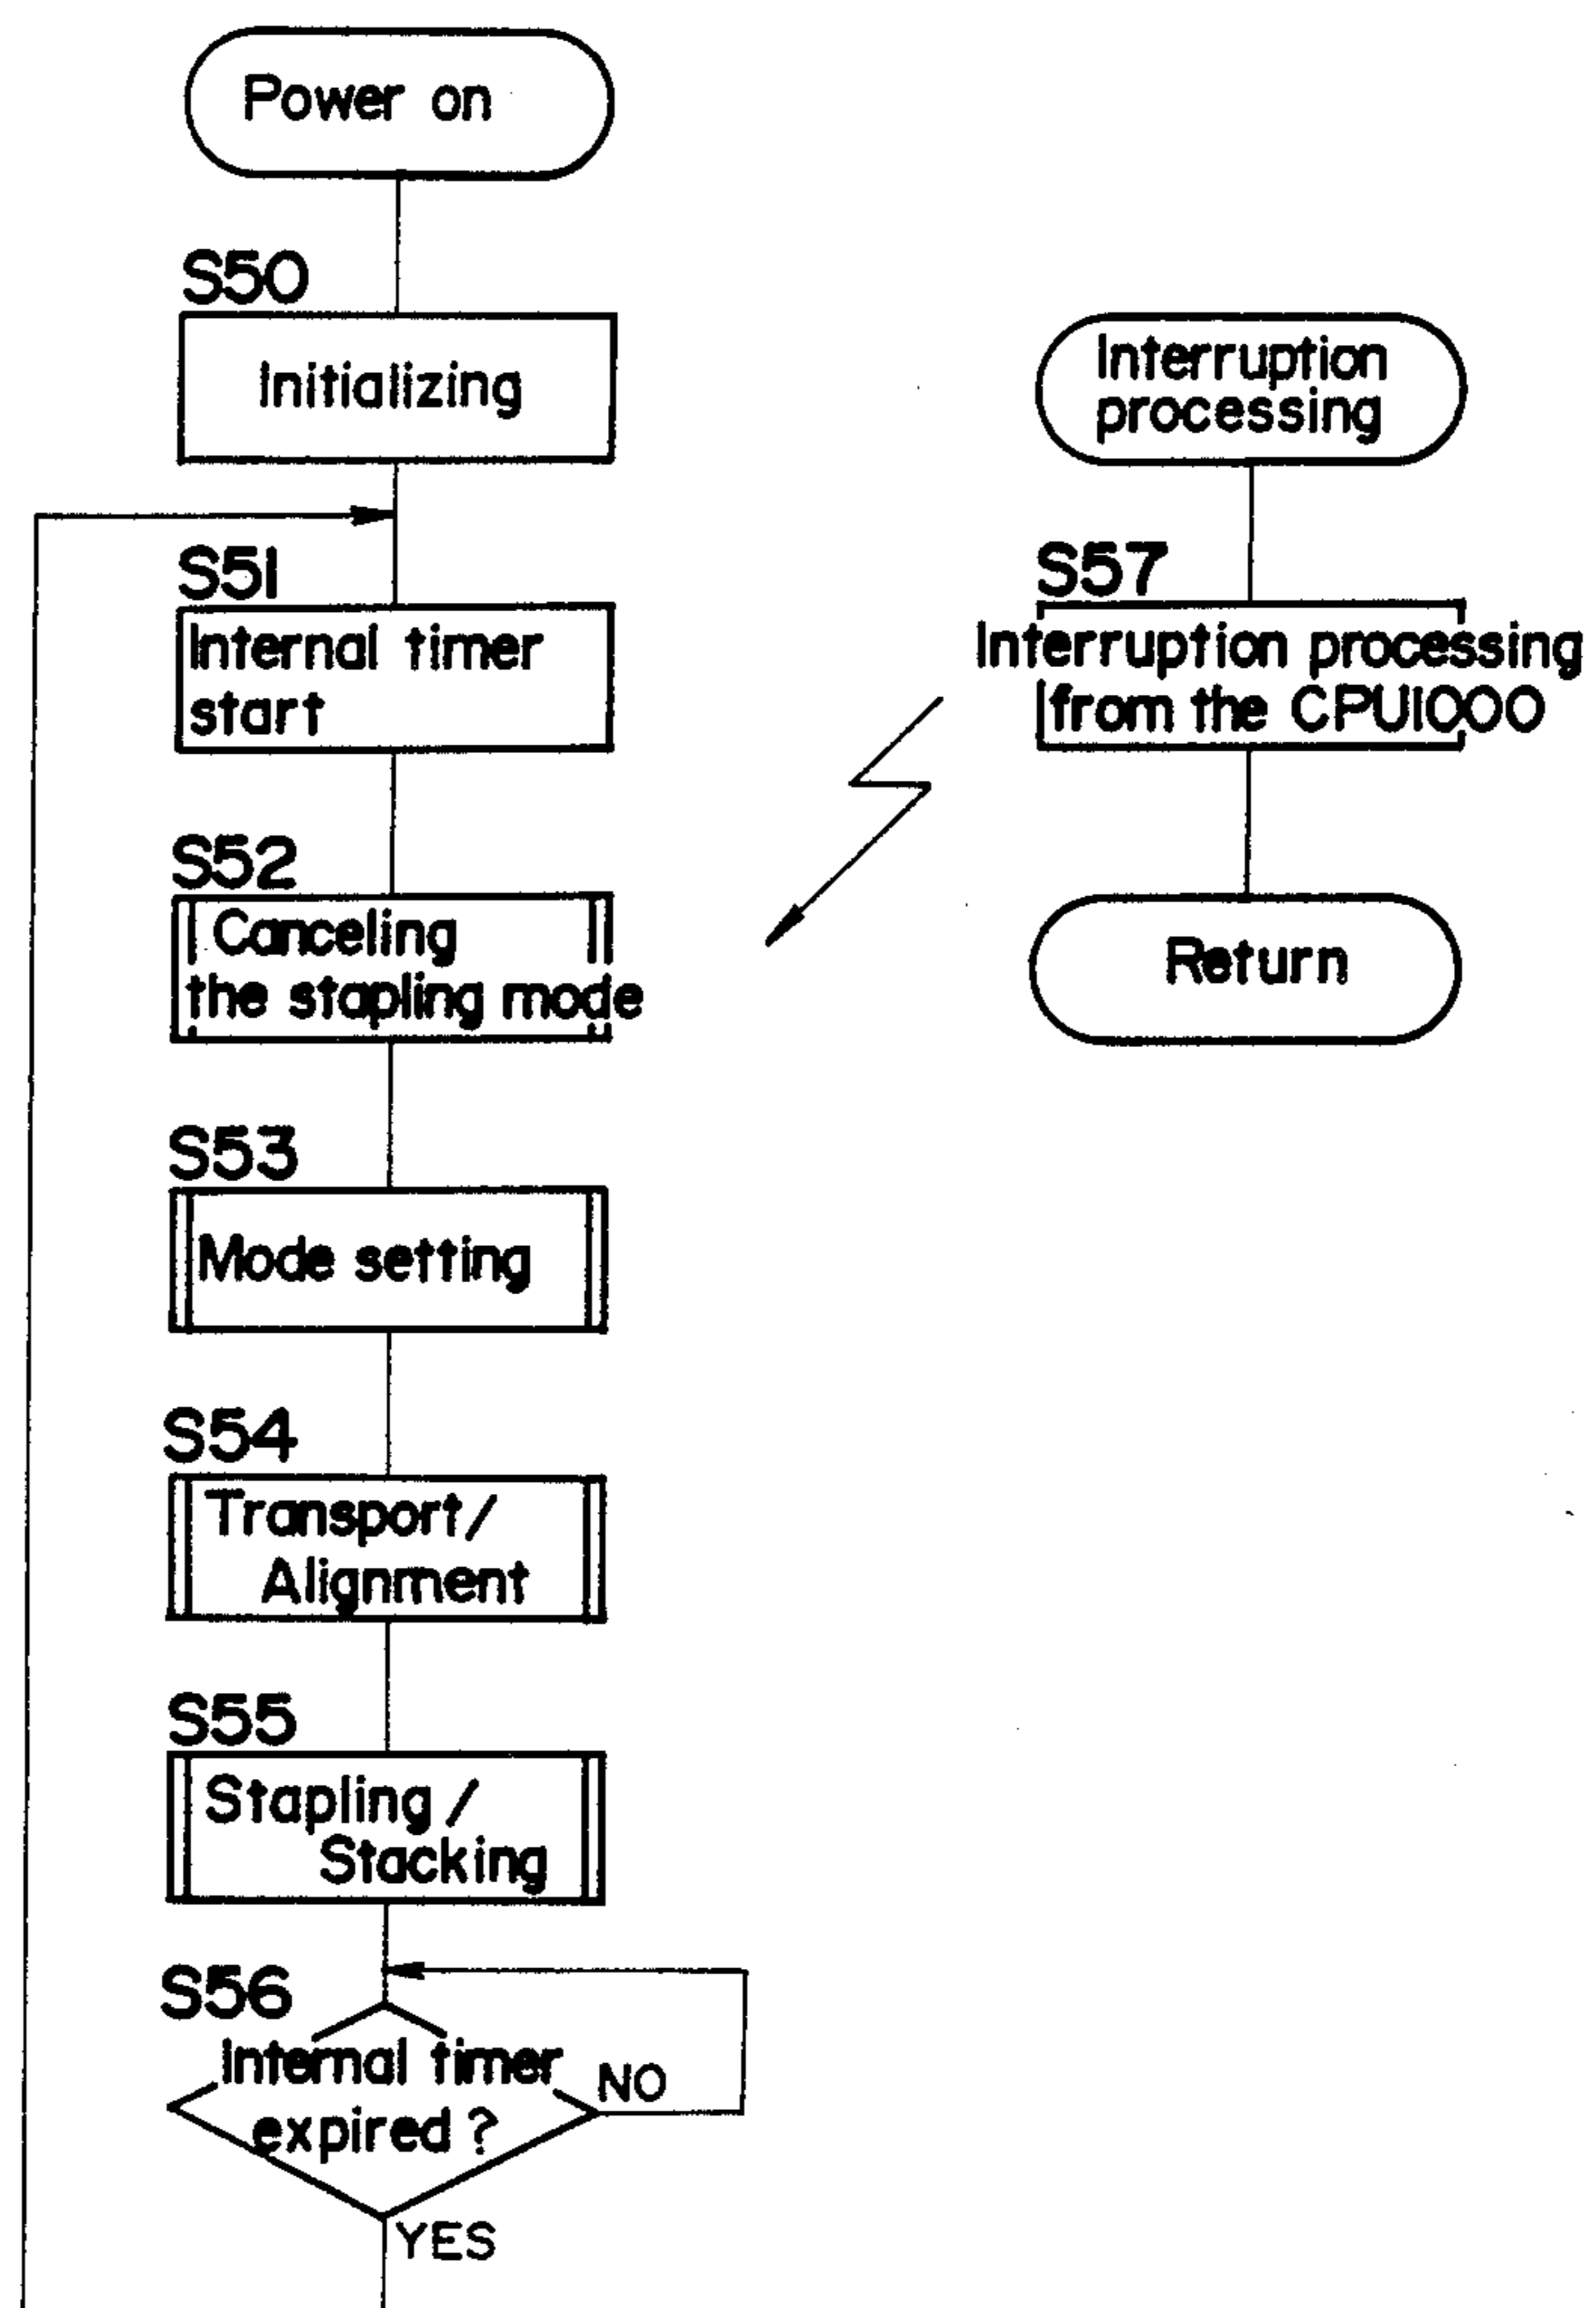 Power on
S50
Initializing
S51
Internal timer
start
S52
Canceling
the stapling mode
S53
Mode setting
S54
Transport/
Alignment
S55
Stapling/
Stacking
S56
Internal timer
expired?
NO
YES
Interruption
processing
S57
Interruption processing
from the CPU1000
Return